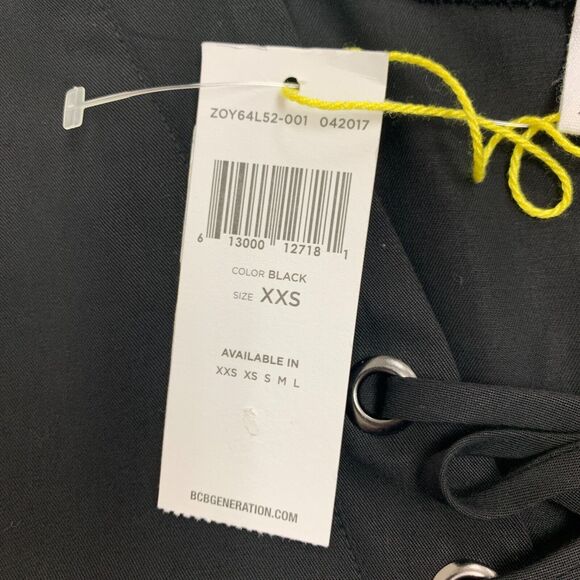 ZOY64L52-001 042017
6 13000 12718 1
COLOR BLACK
SIZE XXS
AVAILABLE IN
XXS XS S M L
BCBGENERATION.COM